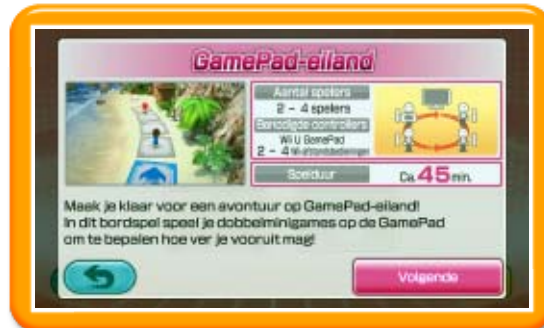 GamePad-eiland
Aantal spelers
2 - 4 spelers
Benodigde controllers
Wii U GamePad
2 - 4 Wii-afstandsbedieningen
Speelduur
Ca. 45 min.
Maak je klaar voor een avontuur op GamePad-eiland!
In dit bordspel speel je dobbelminigames op de GamePad
om te bepalen hoe ver je vooruit mag!
Volgende